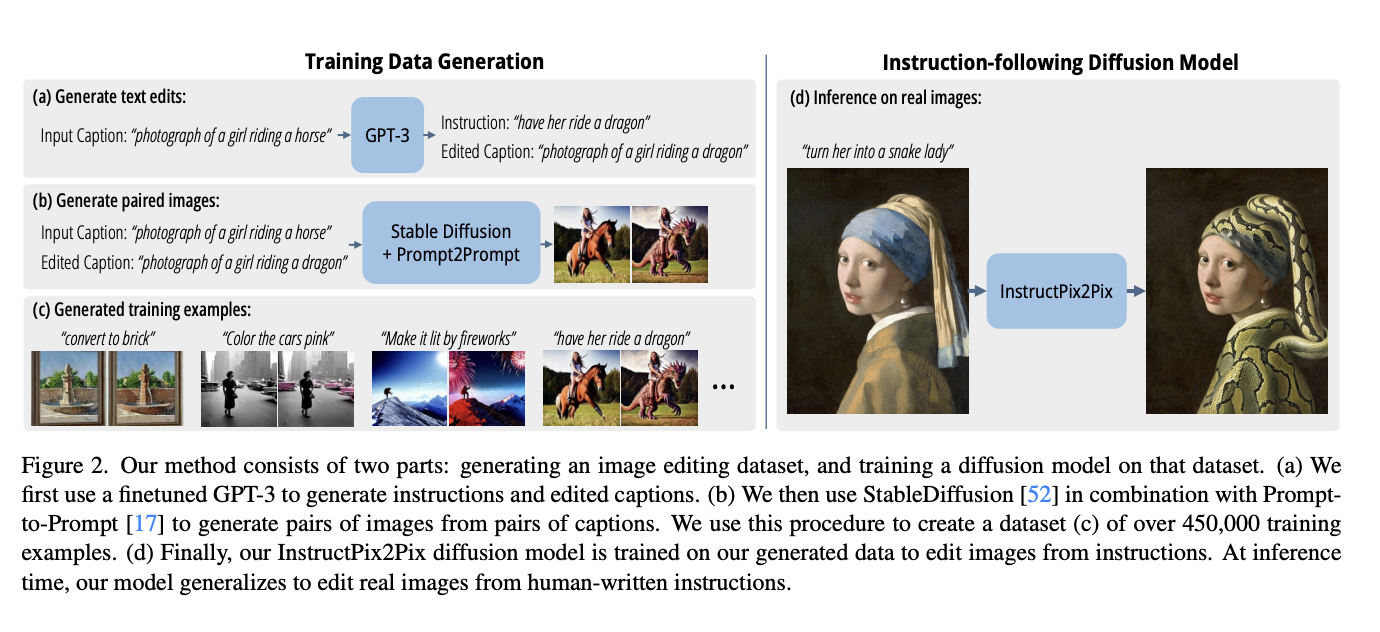 Training Data Generation
(a) Generate text edits:
Input Caption: “photograph of a girl riding a horse”
GPT-3
Instruction: “have her ride a dragon”
Edited Caption: “photograph of a girl riding a dragon”
(b) Generate paired images:
Input Caption: “photograph of a girl riding a horse”
Edited Caption: “photograph of a girl riding a dragon”
Stable Diffusion
+ Prompt2Prompt
(c) Generated training examples:
“convert to brick”
“Color the cars pink”
“Make it lit by fireworks”
“have her ride a dragon”
...
Instruction-following Diffusion Model
(d) Inference on real images:
“turn her into a snake lady”
InstructPix2Pix
Figure 2. Our method consists of two parts: generating an image editing dataset, and training a diffusion model on that dataset. (a) We
first use a finetuned GPT-3 to generate instructions and edited captions. (b) We then use StableDiffusion [52] in combination with Prompt-
to-Prompt [17] to generate pairs of images from pairs of captions. We use this procedure to create a dataset (c) of over 450,000 training
examples. (d) Finally, our InstructPix2Pix diffusion model is trained on our generated data to edit images from instructions. At inference
time, our model generalizes to edit real images from human-written instructions.